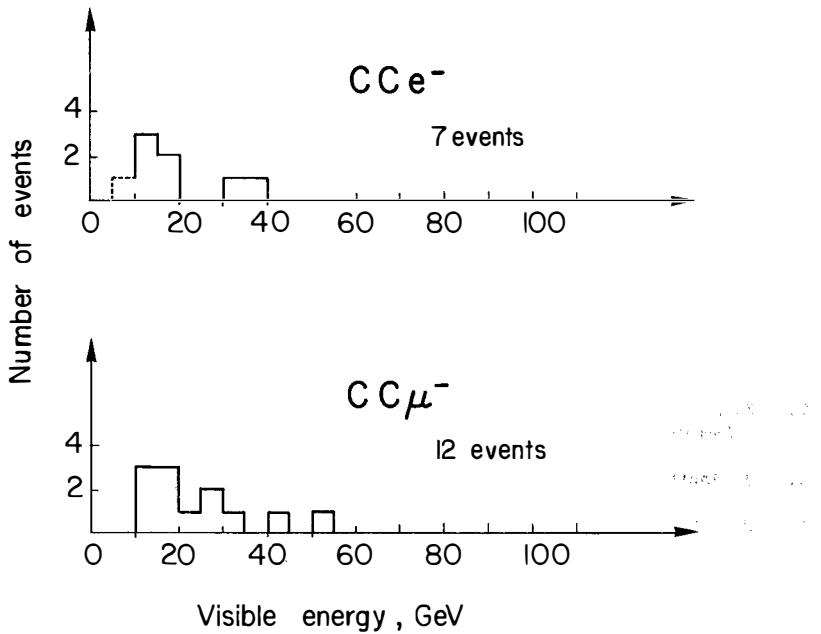 Number of events
CCe⁻
7 events
4
2
0 20 40 60 80 100
CCμ⁻
12 events
4
2
0 20 40 60 80 100
Visible energy, GeV